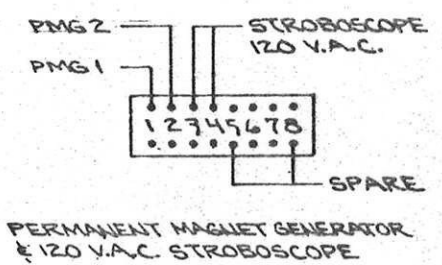 PMG 2
STROBOSCOPE
120 V.A.C.
PMG 1
1 2 3 4 5 6 7 8
SPARE
PERMANENT MAGNET GENERATOR
& 120 V.A.C. STROBOSCOPE